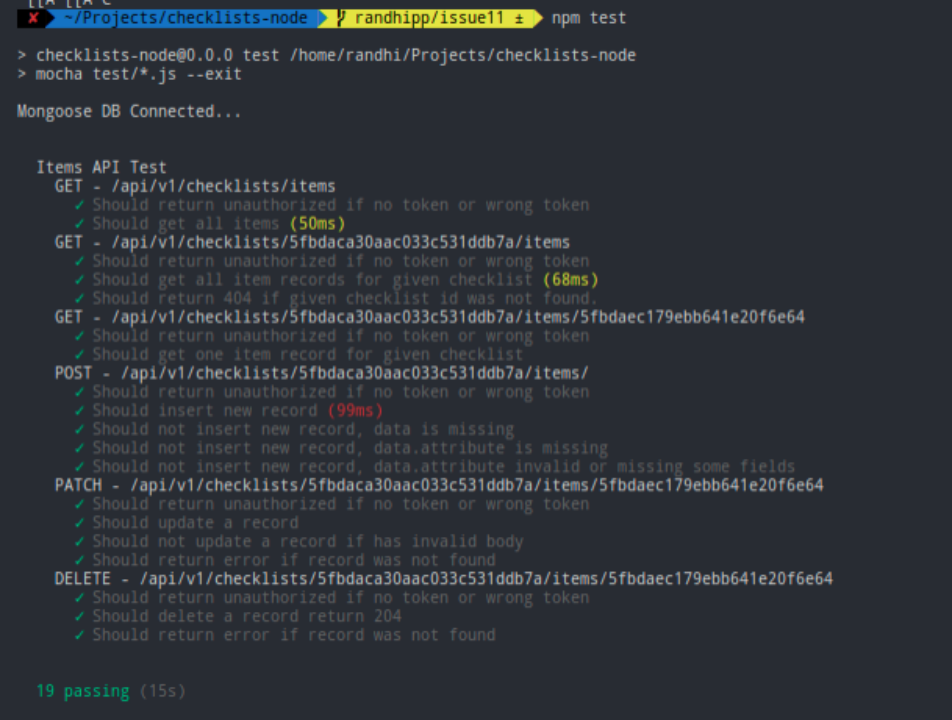 ✘ ~/Projects/checklists-node randhipp/issue11 ± npm test
> checklists-node@0.0.0 test /home/randhi/Projects/checklists-node
> mocha test/*.js --exit
Mongoose DB Connected...
Items API Test
GET - /api/v1/checklists/items
✓ Should return unauthorized if no token or wrong token
✓ Should get all items (50ms)
GET - /api/v1/checklists/5fbdaca30aac033c531ddb7a/items
✓ Should return unauthorized if no token or wrong token
✓ Should get all item records for given checklist (68ms)
✓ Should return 404 if given checklist id was not found.
GET - /api/v1/checklists/5fbdaca30aac033c531ddb7a/items/5fbdaec179ebb641e20f6e64
✓ Should return unauthorized if no token or wrong token
✓ Should get one item record for given checklist
POST - /api/v1/checklists/5fbdaca30aac033c531ddb7a/items/
✓ Should return unauthorized if no token or wrong token
✓ Should insert new record (99ms)
✓ Should not insert new record, data is missing
✓ Should not insert new record, data.attribute is missing
✓ Should not insert new record, data.attribute invalid or missing some fields
PATCH - /api/v1/checklists/5fbdaca30aac033c531ddb7a/items/5fbdaec179ebb641e20f6e64
✓ Should return unauthorized if no token or wrong token
✓ Should update a record
✓ Should not update a record if has invalid body
✓ Should return error if record was not found
DELETE - /api/v1/checklists/5fbdaca30aac033c531ddb7a/items/5fbdaec179ebb641e20f6e64
✓ Should return unauthorized if no token or wrong token
✓ Should delete a record return 204
✓ Should return error if record was not found
19 passing (15s)